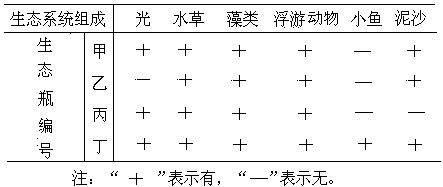 生态系统组成 光 水草 藻类 浮游动物 小鱼 泥沙
生态瓶编号
甲 + + + + — +
乙 — + + + — +
丙 + + + + — —
丁 + + + + + +
注：“ + ”表示有，“—”表示无。